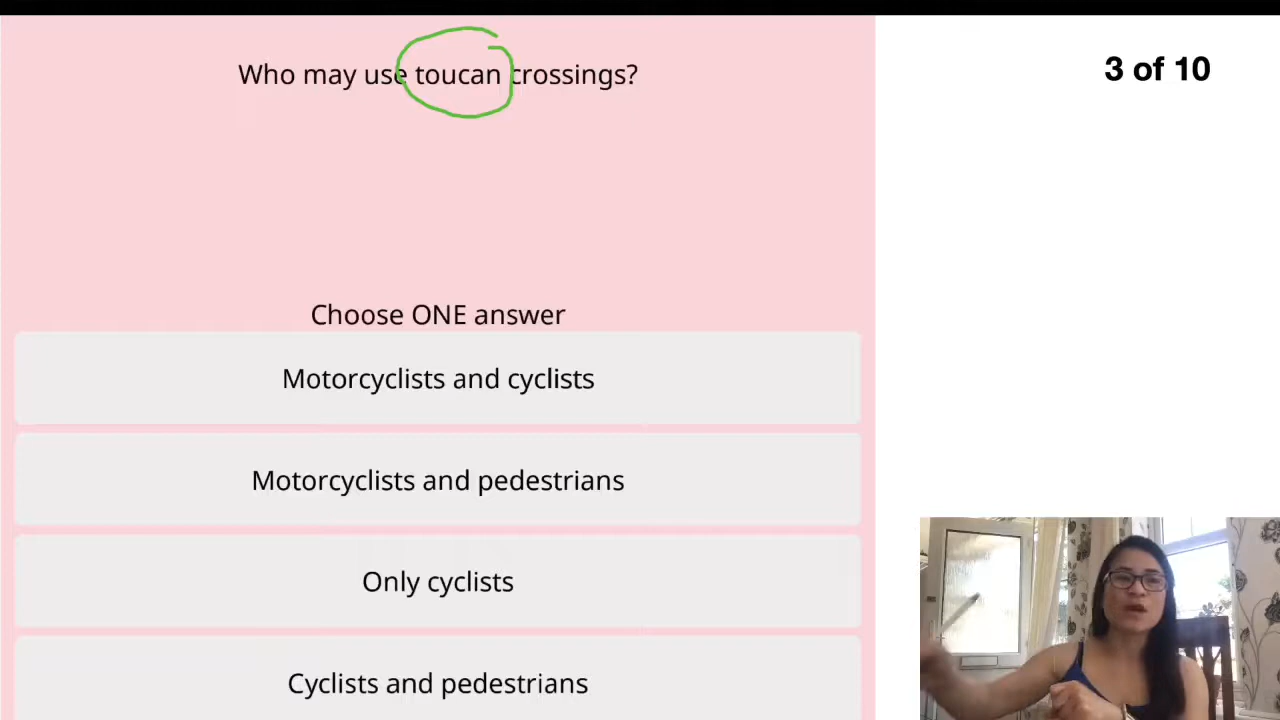 Who may use toucan crossings?
3 of 10
Choose ONE answer
Motorcyclists and cyclists
Motorcyclists and pedestrians
Only cyclists
Cyclists and pedestrians